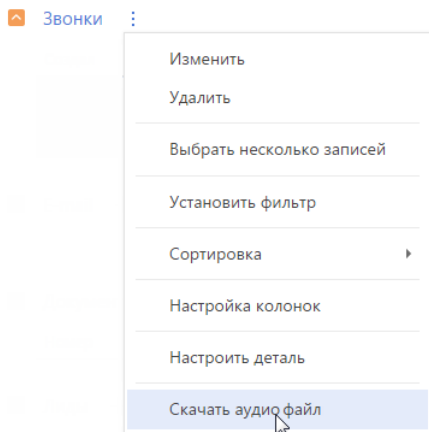 Звонки
Изменить
Удалить
Выбрать несколько записей
Установить фильтр
Сортировка
Настройка колонок
Настроить деталь
Скачать аудио файл